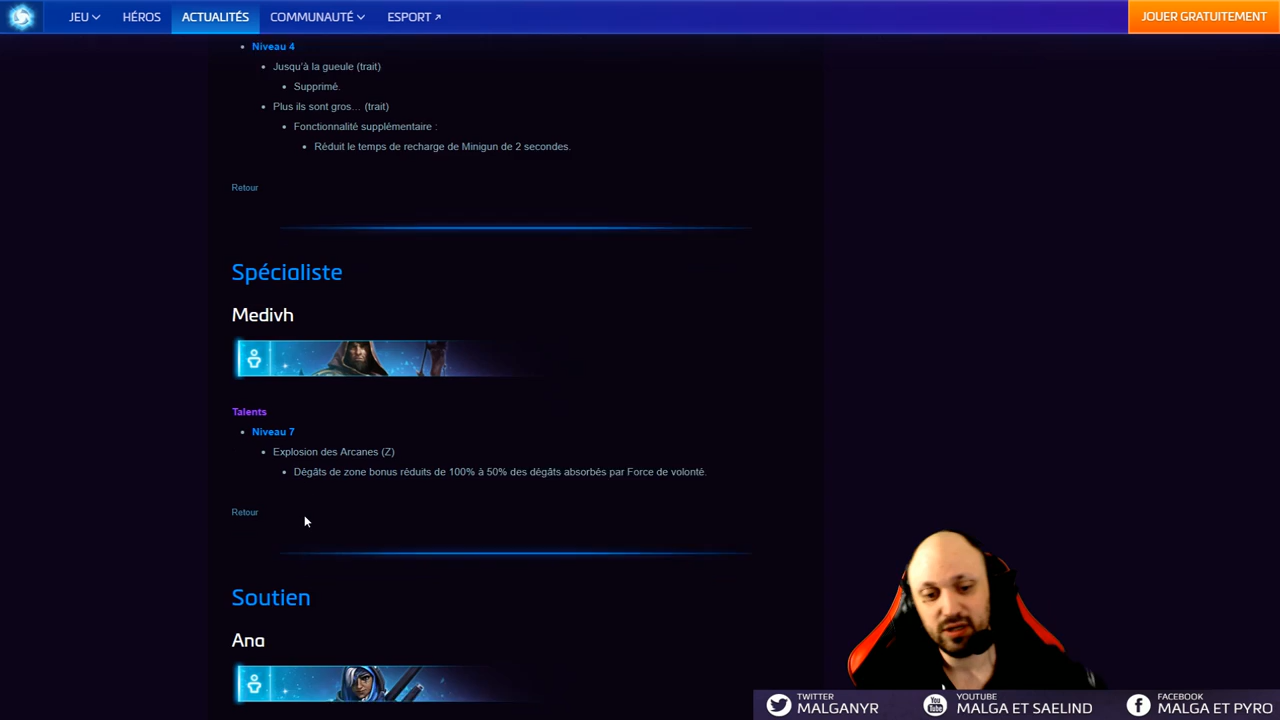 JEU HÉROS ACTUALITÉS COMMUNAUTÉ ESPORT JOUER GRATUITEMENT
Niveau 4
Jusqu'à la gueule (trait)
Supprimé.
Plus ils sont gros... (trait)
Fonctionnalité supplémentaire :
Réduit le temps de recharge de Minigun de 2 secondes.
Retour
Spécialiste
Medivh
Talents
Niveau 7
Explosion des Arcanes (Z)
Dégâts de zone bonus réduits de 100% à 50% des dégâts absorbés par Force de volonté.
Retour
Soutien
Ana
TWITTER
MALGANYR
You Tube
YOUTUBE
MALGA ET SAELIND
FACEBOOK
MALGA ET PYRO